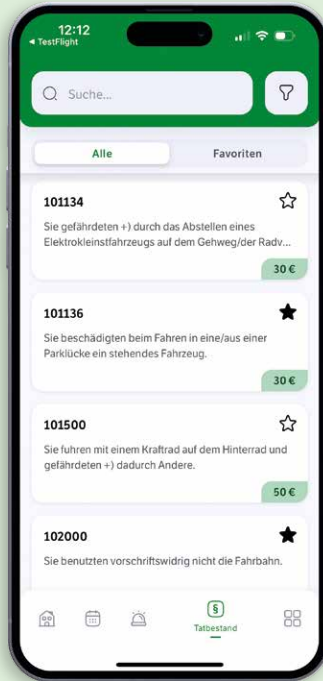 12:12
◂ TestFlight
Suche...
Alle
Favoriten
101134
Sie gefährdeten +) durch das Abstellen eines
Elektrokleinstfahrzeugs auf dem Gehweg/der Radv...
30 €
101136
Sie beschädigten beim Fahren in eine/aus einer
Parklücke ein stehendes Fahrzeug.
30 €
101500
Sie fuhren mit einem Kraftrad auf dem Hinterrad und
gefährdeten +) dadurch Andere.
50 €
102000
Sie benutzten vorschriftswidrig nicht die Fahrbahn.
§
Tatbestand